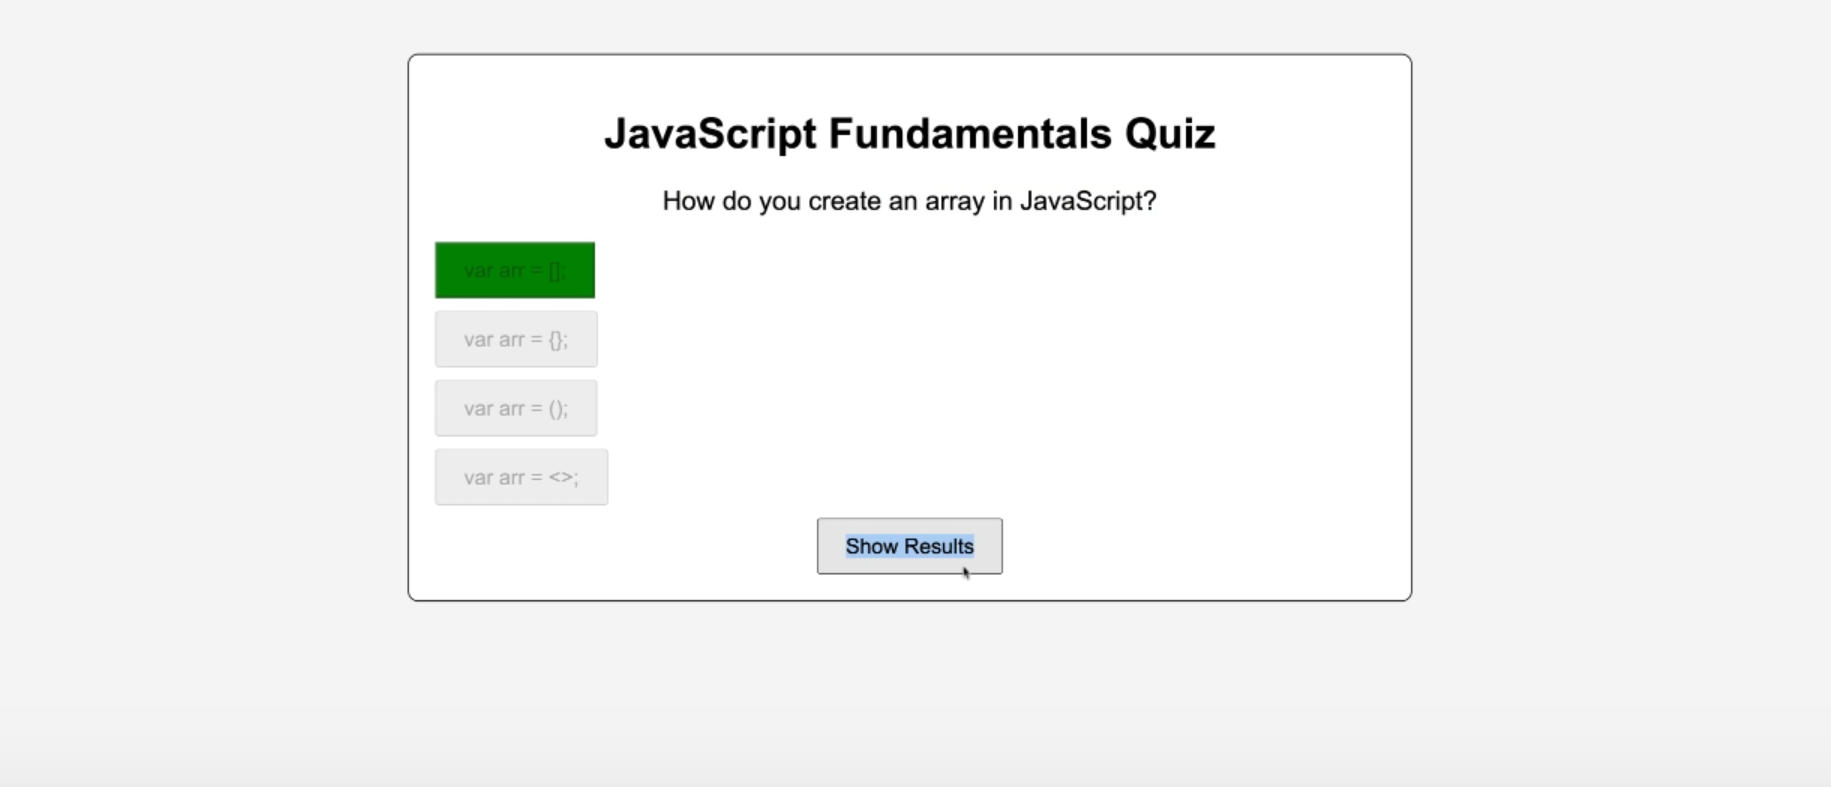 JavaScript Fundamentals Quiz
How do you create an array in JavaScript?
var arr = [];
var arr = {};
var arr = ();
var arr = <>;
Show Results